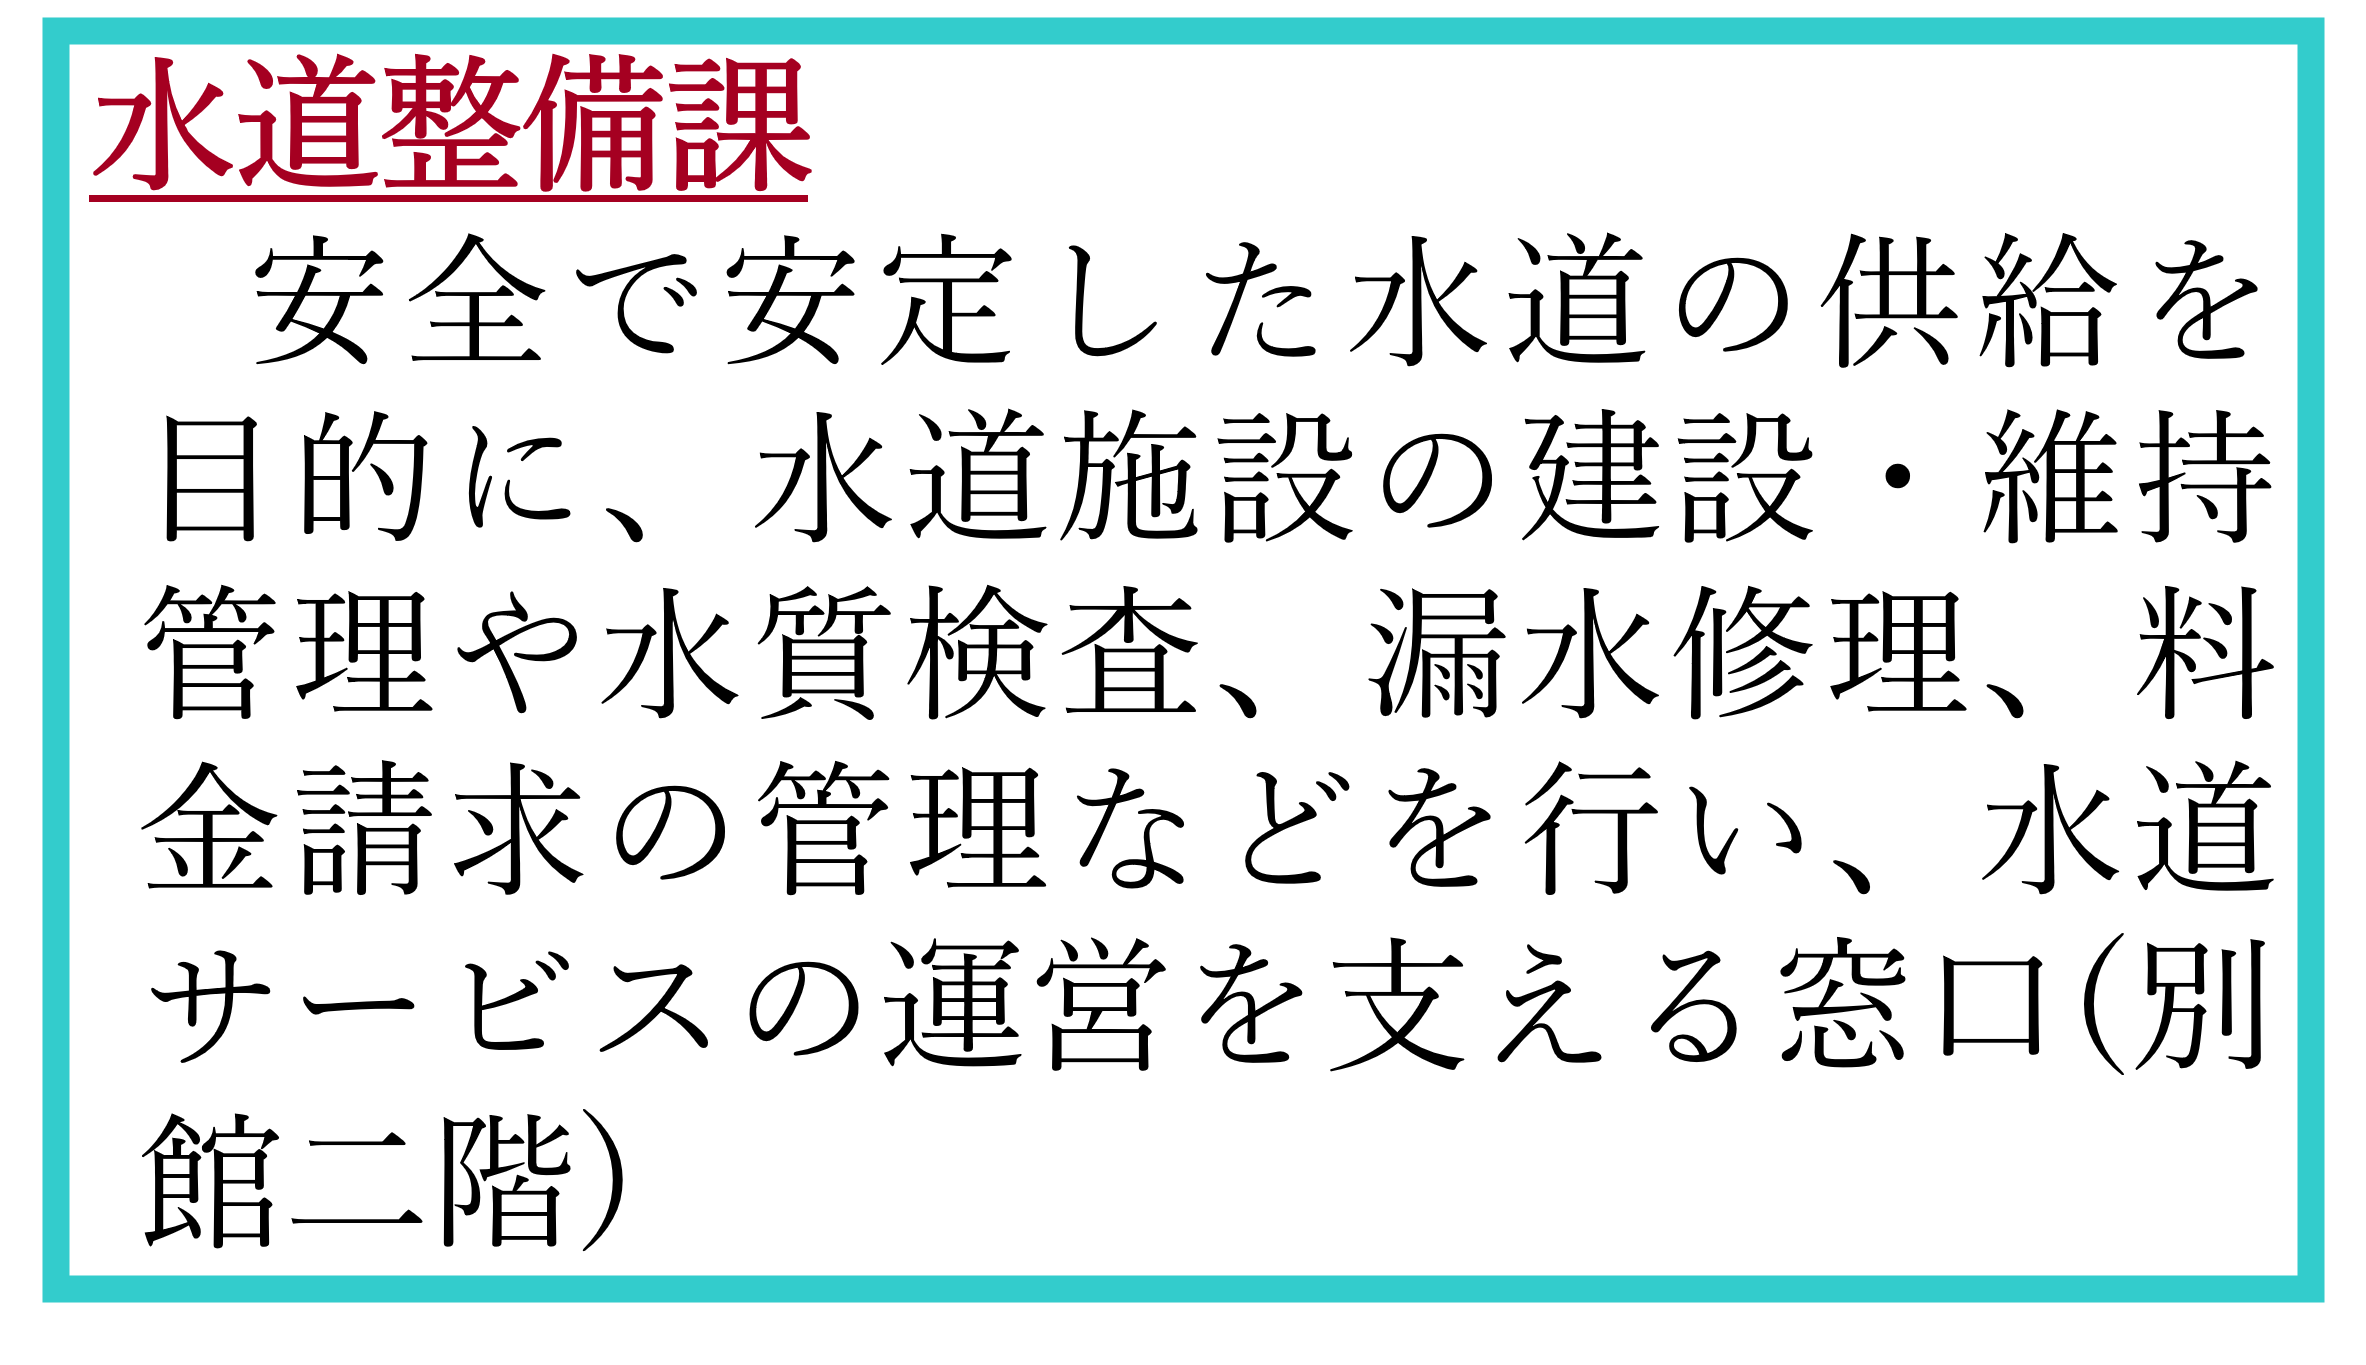 水道整備課
安全で安定した水道の供給を
目的に、水道施設の建設・維持
管理や水質検査、漏水修理、料
金請求の管理などを行い、水道
サービスの運営を支える窓口(別
館二階)